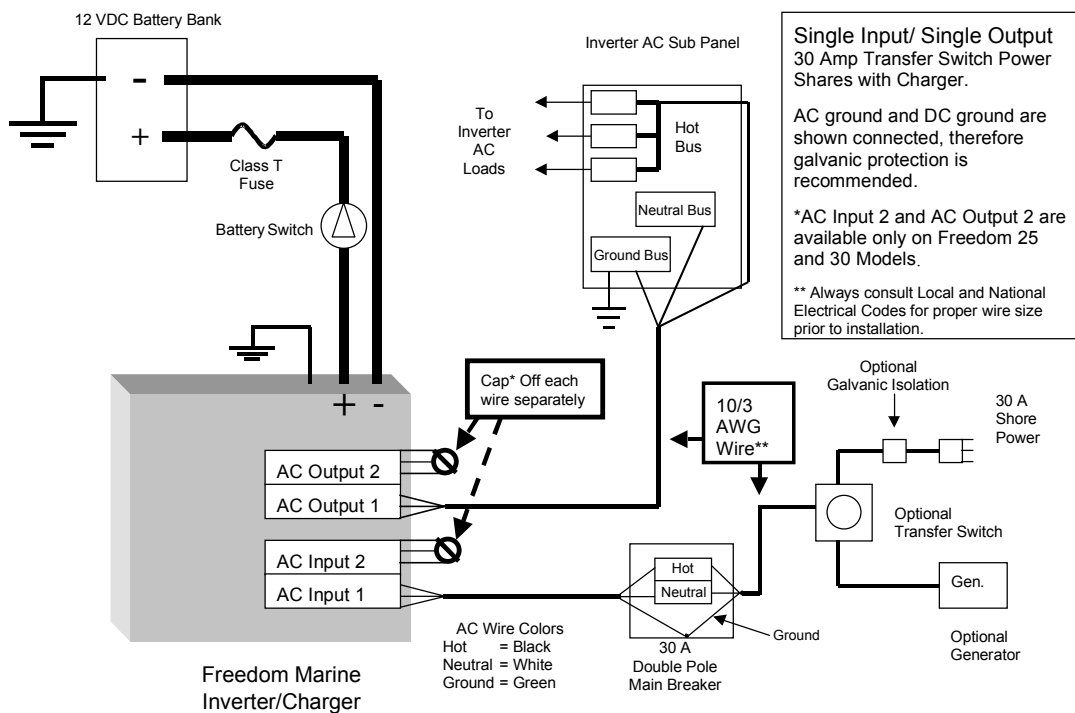 12 VDC Battery Bank
-
+
Class T
Fuse
Battery Switch
Inverter AC Sub Panel
To
Inverter
AC
Loads
Hot
Bus
Neutral Bus
Ground Bus
Single Input/ Single Output
30 Amp Transfer Switch Power
Shares with Charger.
AC ground and DC ground are
shown connected, therefore
galvanic protection is
recommended.
*AC Input 2 and AC Output 2 are
available only on Freedom 25
and 30 Models.
** Always consult Local and National
Electrical Codes for proper wire size
prior to installation.
+ -
Cap* Off each
wire separately
10/3
AWG
Wire**
Optional
Galvanic Isolation
30 A
Shore
Power
AC Output 2
AC Output 1
AC Input 2
AC Input 1
Optional
Transfer Switch
Hot
Neutral
Gen.
Ground
Optional
Generator
30 A
Double Pole
Main Breaker
AC Wire Colors
Hot = Black
Neutral = White
Ground = Green
Freedom Marine
Inverter/Charger